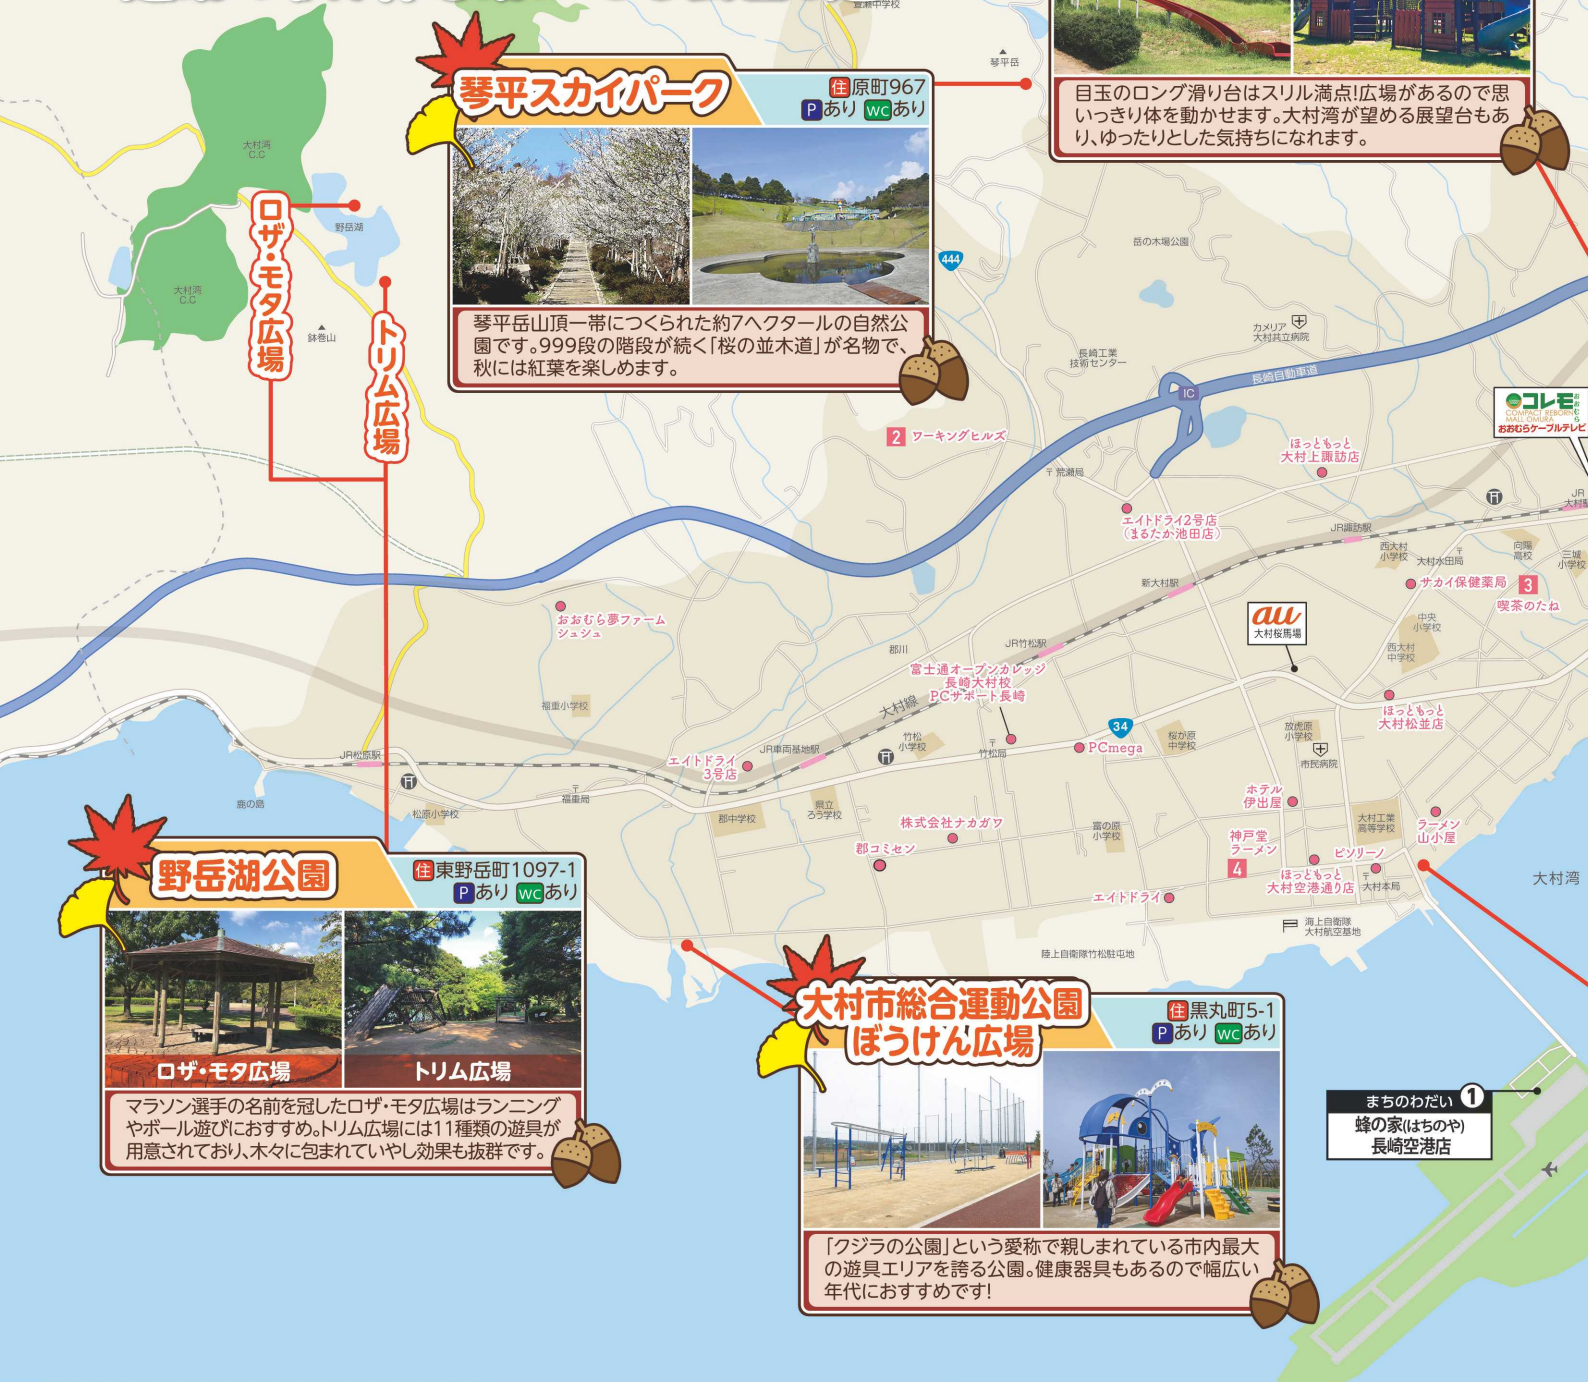 琴平スカイパーク
住原町967
Pあり WCあり
琴平岳山頂一帯につくられた約7ヘクタールの自然公
園です。999段の階段が続く「桜の並木道」が名物で、
秋には紅葉を楽しめます。
目玉のロング滑り台はスリル満点!広場があるので思
いっきり体を動かせます。大村湾が望める展望台もあ
り、ゆったりとした気持ちになれます。
琴平岳
大村湾
C.C
ロザ・モタ広場
野岳湖
大村湾
C.C
鉢巻山
トリム広場
444
岳の木場公園
カメリア
大村共立病院
長崎工業
技術センター
長崎自動車道
IC
コレモ
おおむら
COMPACT REBORN
MALL OMURA
おおむらケーブルテレビ
2 ワーキングヒルズ
ほっともっと
大村上諏訪店
荒瀬局
エイトドライ2号店
(まるたか池田店)
JR諏訪駅
西大村
小学校
大村水田局
向陽
高校
三城
小学校
新大村駅
サカイ保健薬局
3
喫茶のたね
au
大村桜馬場
中央
小学校
西大村
中学校
おおむら夢ファーム
シュシュ
郡川
JR竹松駅
富士通オープンカレッジ
長崎大村校
PCサポート長崎
大村線
福重小学校
34
ほっともっと
大村松並店
放虎原
小学校
桜が原
中学校
市民病院
竹松
小学校
竹松局
PCmega
JR松原駅
JR車両基地駅
エイトドライ
3号店
鹿の島
松原小学校
福重局
郡中学校
県立
ろう学校
株式会社ナカガワ
郡コミセン
富の原
小学校
ホテル
伊出屋
大村工業
高等学校
ラーメン
山小屋
神戸堂
ラーメン
4
ピソリーノ
ほっともっと
大村空港通り店
大村本局
エイトドライ
大村湾
海上自衛隊
大村航空基地
陸上自衛隊竹松駐屯地
野岳湖公園
住東野岳町1097-1
Pあり WCあり
ロザ・モタ広場
トリム広場
マラソン選手の名前を冠したロザ・モタ広場はランニング
やボール遊びにおすすめ。トリム広場には11種類の遊具が
用意されており、木々に包まれていやし効果も抜群です。
大村市総合運動公園
ぼうけん広場
住黒丸町5-1
Pあり WCあり
「クジラの公園」という愛称で親しまれている市内最大
の遊具エリアを誇る公園。健康器具もあるので幅広い
年代におすすめです!
まちのわだい 1
蜂の家(はちのや)
長崎空港店